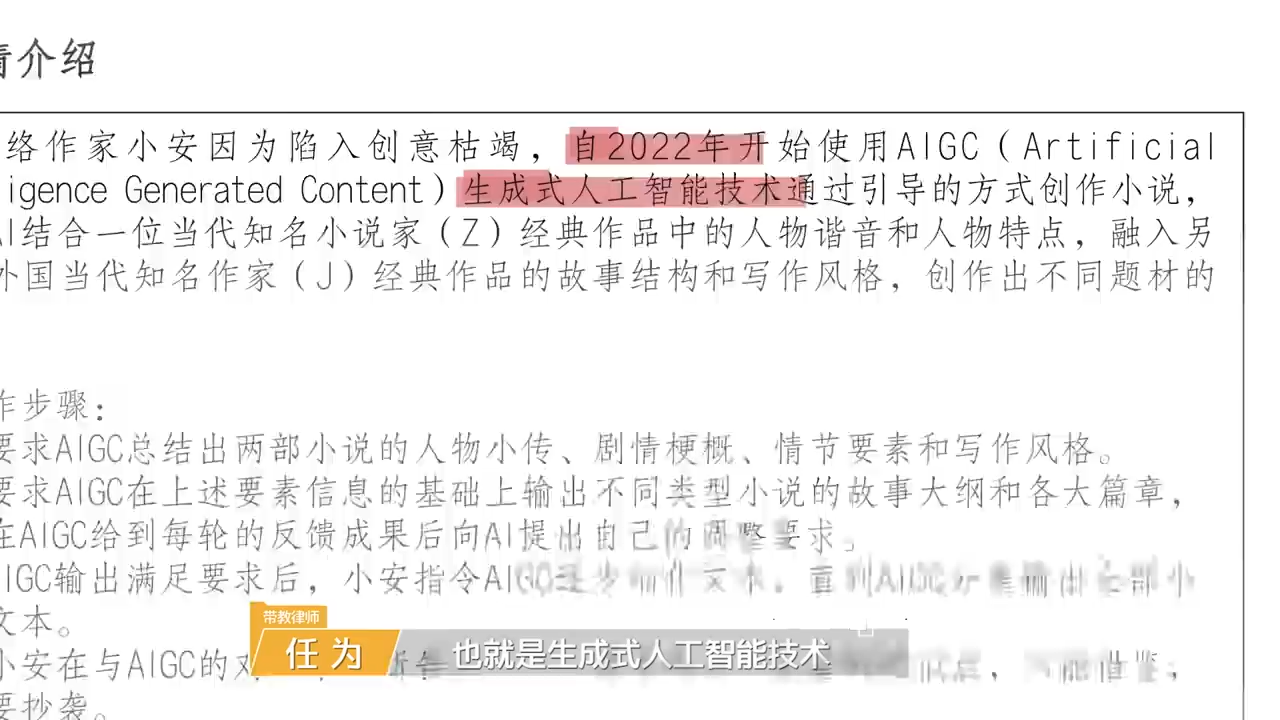 情介绍
络作家小安因为陷入创意枯竭，自2022年开始使用AIGC（Artificial
ligence Generated Content）生成式人工智能技术通过引导的方式创作小说，
AI结合一位当代知名小说家（Z）经典作品中的人物谐音和人物特点，融入另
外国当代知名作家（J）经典作品的故事结构和写作风格，创作出不同题材的
作步骤：
要求AIGC总结出两部小说的人物小传、剧情梗概、情节要素和写作风格。
要求AIGC在上述要素信息的基础上输出不同类型小说的故事大纲和各大篇章，
在AIGC给到每轮的反馈成果后向AI提出自己的调整要求。
AIGC输出满足要求后，小安指令AIGC
文本。
带教律师
任为 也就是生成式人工智能技术
小安在与AIGC的
要抄袭。